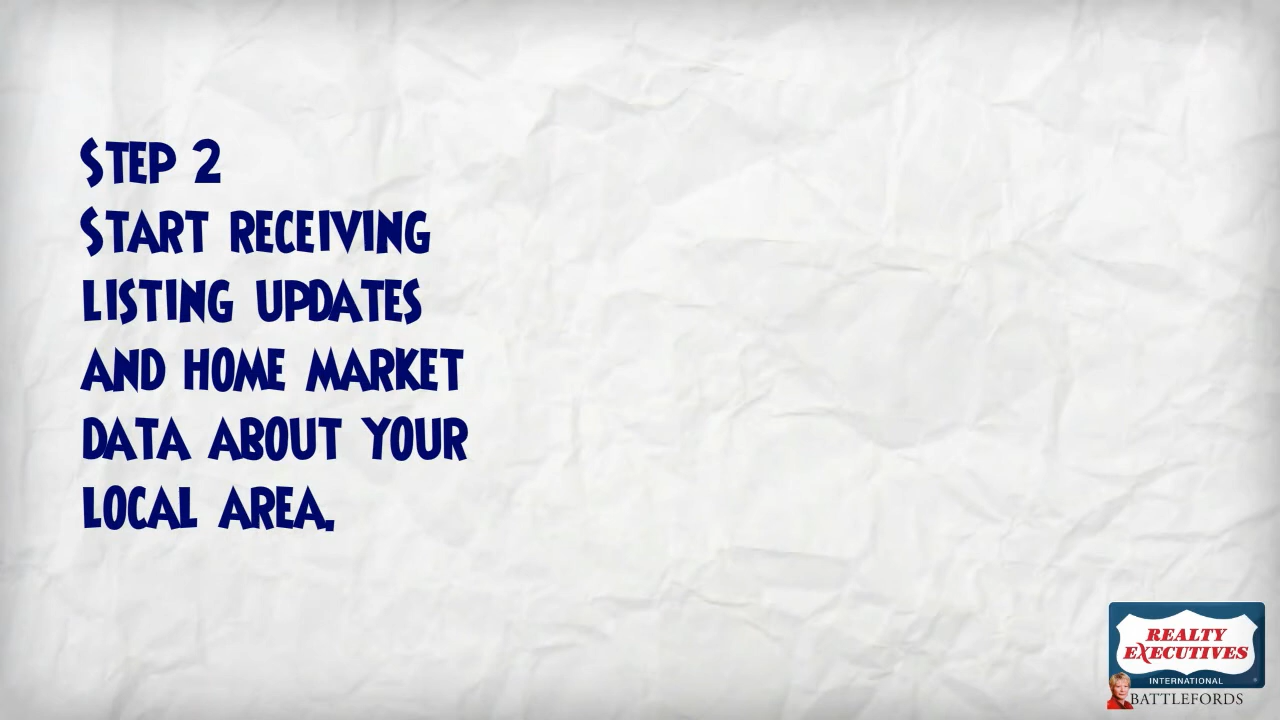 Step 2
Start receiving
listing updates
and home market
data about your
local area.
REALTY
EXECUTIVES
INTERNATIONAL
BATTLEFORDS